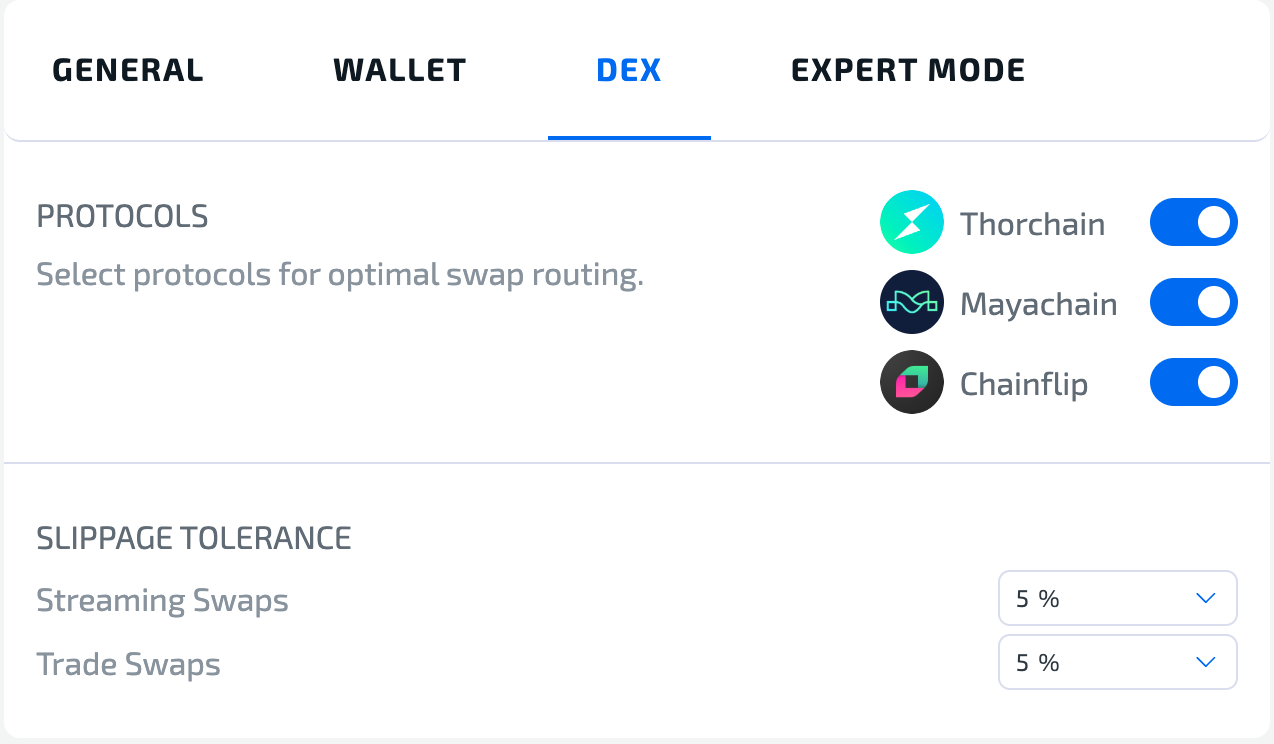 GENERAL WALLET DEX EXPERT MODE
PROTOCOLS
Select protocols for optimal swap routing.
Thorchain
Mayachain
Chainflip
SLIPPAGE TOLERANCE
Streaming Swaps 5 %
Trade Swaps 5 %